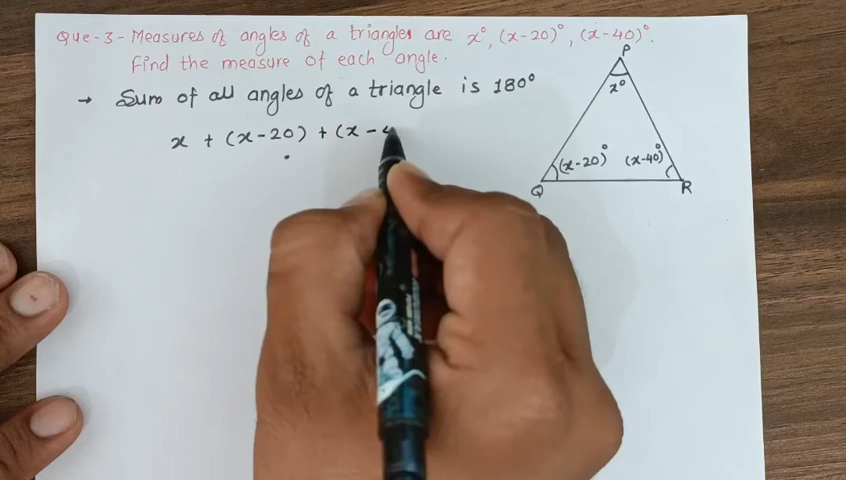 Que-3- Measures of angles of a triangles are x°, (x-20)°, (x-40)°.
Find the measure of each angle.
→ Sum of all angles of a triangle is 180°
x + (x-20) + (x-4
P
x°
(x-20)° (x-40)°
Q R